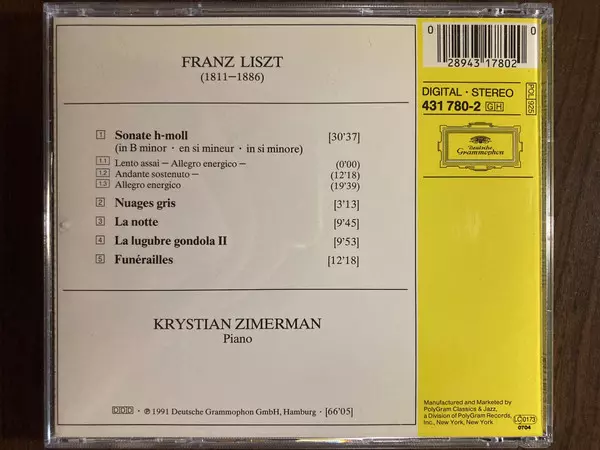 FRANZ LISZT
(1811–1886)
1 Sonate h-moll [30'37]
(in B minor · en si mineur · in si minore)
1.1 Lento assai – Allegro energico – (0'00)
1.2 Andante sostenuto – (12'18)
1.3 Allegro energico (19'39)
2 Nuages gris [3'13]
3 La notte [9'45]
4 La lugubre gondola II [9'53]
5 Funérailles [12'18]
KRYSTIAN ZIMERMAN
Piano
DDD · ℗ 1991 Deutsche Grammophon GmbH, Hamburg · [66'05]
0 28943 17802 0
DIGITAL · STEREO
431 780-2 GH
POL 925
Deutsche
Grammophon
Manufactured and Marketed by
PolyGram Classics & Jazz,
a Division of PolyGram Records,
Inc., New York, New York
LC 0173
0704